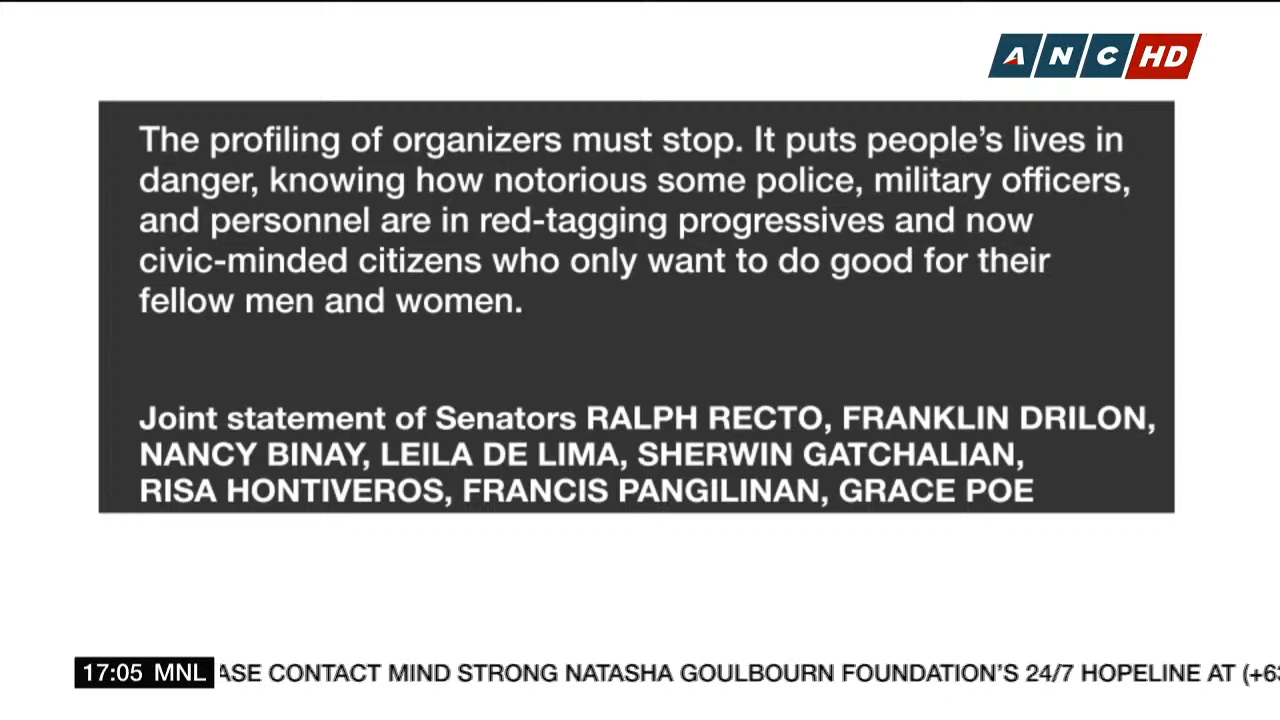 ANC HD
The profiling of organizers must stop. It puts people's lives in
danger, knowing how notorious some police, military officers,
and personnel are in red-tagging progressives and now
civic-minded citizens who only want to do good for their
fellow men and women.
Joint statement of Senators RALPH RECTO, FRANKLIN DRILON,
NANCY BINAY, LEILA DE LIMA, SHERWIN GATCHALIAN,
RISA HONTIVEROS, FRANCIS PANGILINAN, GRACE POE
17:05 MNL ASE CONTACT MIND STRONG NATASHA GOULBOURN FOUNDATION'S 24/7 HOPELINE AT (+63